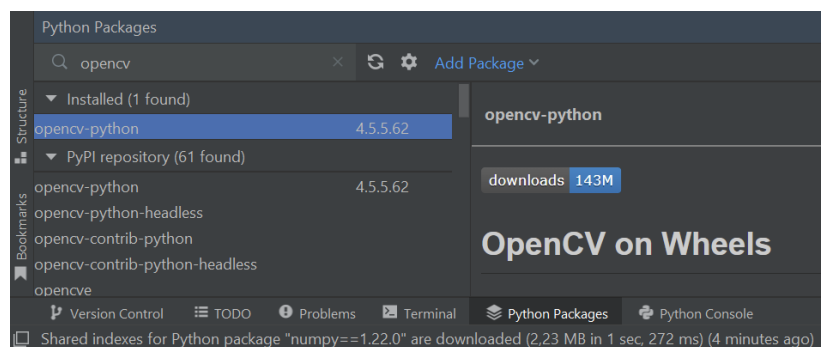 Python Packages
opencv
Add Package
Installed (1 found)
opencv-python 4.5.5.62
PyPI repository (61 found)
opencv-python 4.5.5.62
opencv-python-headless
opencv-contrib-python
opencv-contrib-python-headless
opencve
opencv-python
downloads 143M
OpenCV on Wheels
Structure
Bookmarks
Version Control TODO Problems Terminal Python Packages Python Console
Shared indexes for Python package "numpy==1.22.0" are downloaded (2,23 MB in 1 sec, 272 ms) (4 minutes ago)